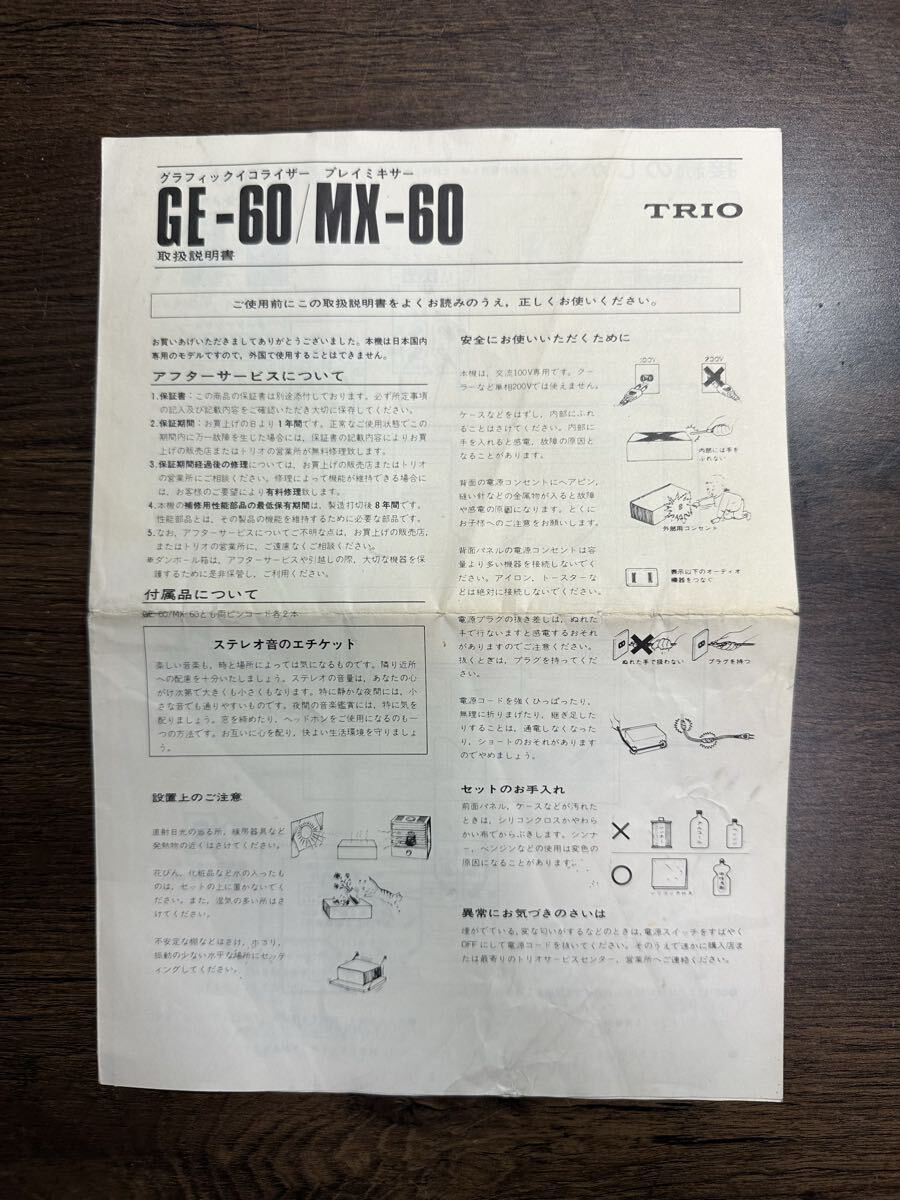 グラフィックイコライザー プレイミキサー
GE-60/MX-60
TRIO
取扱説明書
ご使用前にこの取扱説明書をよくお読みのうえ，正しくお使いください。
お買いあげいただきましてありがとうございました。本機は日本国内
専用のモデルですので，外国で使用することはできません。
アフターサービスについて
1.保証書：この商品の保証書は別途添付しております。必ず所定事項
の記入及び記載内容をご確認いただき大切に保存してください。
2.保証期間：お買上げの日より1年間です。正常なご使用状態でこの
期間内に万一故障を生じた場合には，保証書の記載内容によりお買
上げの販売店またはトリオの営業所が無料修理致します。
3.保証期間経過後の修理については，お買上げの販売店またはトリオ
の営業所にご相談ください。修理によって機能が維持できる場合に
は，お客様のご要望により有料修理致します。
4.本機の補修用性能部品の最低保有期間は，製造打切後8年間です。
性能部品とは，その製品の機能を維持するために必要な部品です。
5.なお，アフターサービスについてご不明な点は，お買上げの販売店，
またはトリオの営業所に，ご遠慮なくご相談ください。
※ダンボール箱は，アフターサービスや引越しの際，大切な機器を保
護するために是非保管し，ご利用ください。
付属品について
GE-60/MX-60とも両ピンコード各2本
ステレオ音のエチケット
楽しい音楽も，時と場所によっては気になるものです。隣り近所
への配慮を十分いたしましょう。ステレオの音量は，あなたの心
がけ次第で大きくも小さくもなります。特に静かな夜間には，小
さな音でも通りやすいものです。夜間の音楽鑑賞には，特に気を
配りましょう。窓を締めたり，ヘッドホンをご使用になるのも一
つの方法です。お互いに心を配り，快よい生活環境を守りましょ
う。
設置上のご注意
直射日光の当る所，暖房器具など
発熱物の近くはさけてください。
花びん，化粧品など水の入ったも
のは，セットの上に置かないでく
ださい。また，湿気の多い所はさ
けてください。
不安定な棚などはさけ，ホコリ，
振動の少ない水平な場所にセッテ
ィングしてください。
安全にお使いいただくために
本機は，交流100V専用です。クー
ラーなど単相200Vでは使えません。
100V
200V
ケースなどをはずし，内部にふれ
ることはさけてください。内部に
手を入れると感電，故障の原因と
なることがあります。
内部には手を
ふれない
背面の電源コンセントにヘアピン，
縫い針などの金属物が入ると故障
や感電の原因になります。とくに
お子様へのご注意をお願いします。
外部用コンセント
背面パネルの電源コンセントは容
量より多い機器を接続しないでく
ださい。アイロン，トースターな
どは絶対に接続しないでください。
表示以下のオーディオ
機器をつなぐ
電源プラグの抜き差しは，ぬれた
手で行ないますと感電するおそれ
がありますのでご注意ください。
抜くときは，プラグを持ってくだ
さい。
ぬれた手で扱わない
プラグを持つ
電源コードを強くひっぱったり，
無理に折りまげたり，継ぎ足した
りすることは，通電しなくなった
り，ショートのおそれがあります
のでやめましょう。
セットのお手入れ
前面パネル，ケースなどが汚れた
ときは，シリコンクロスかやわら
かい布でからぶきします。シンナ
ー，ベンジンなどの使用は変色の
原因になることがあります。
異常にお気づきのさいは
煙がでている，変な匂いがするなどのときは，電源スイッチをすばやく
OFFにして電源コードを抜いてください。そのうえで速かに購入店ま
たは最寄りのトリオサービスセンター，営業所へご連絡ください。